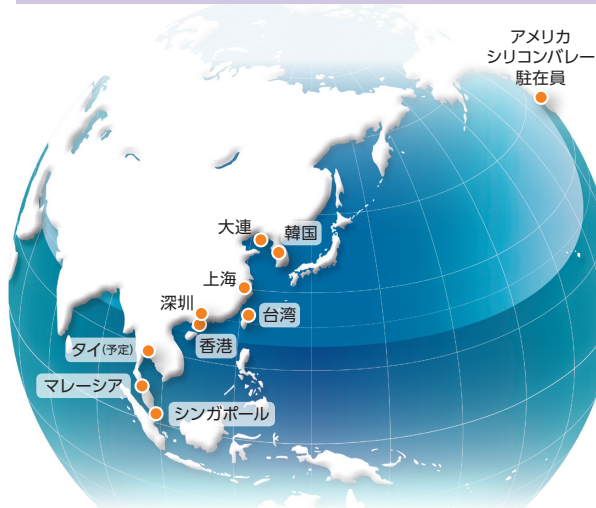 アメリカ
シリコンバレー
駐在員
大連
韓国
上海
深圳
台湾
香港
タイ(予定)
マレーシア
シンガポール